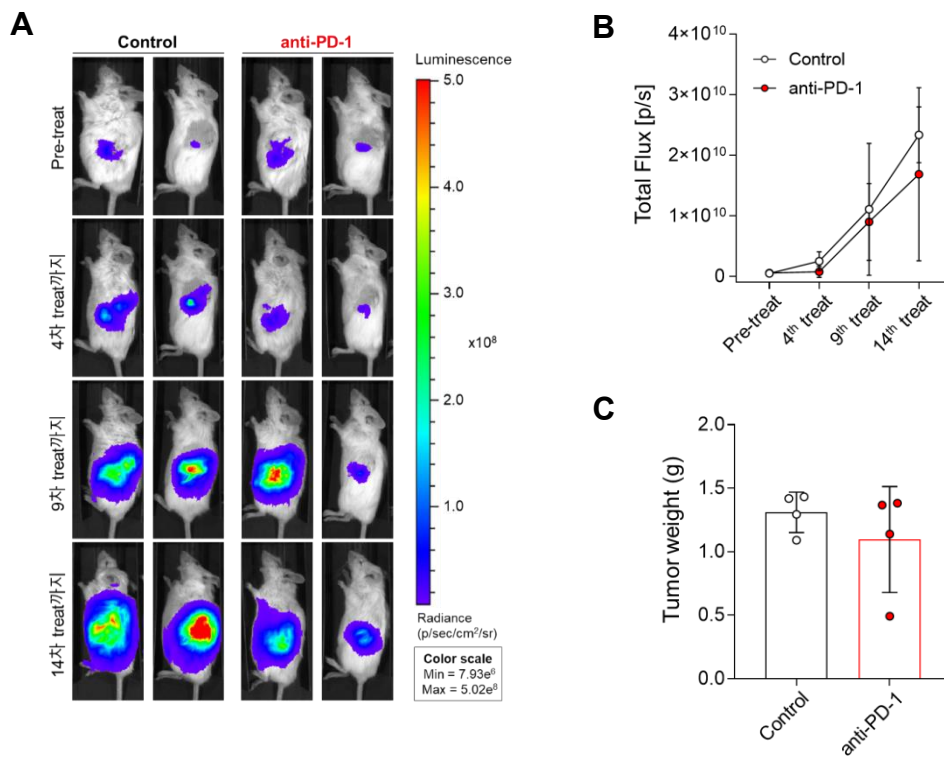 A
Control
anti-PD-1
Pre-treat
4차 treat까지
9차 treat까지
14차 treat까지
Luminescence
5.0
4.0
3.0
x10⁸
2.0
1.0
Radiance
(p/sec/cm²/sr)
Color scale
Min = 7.93e⁶
Max = 5.02e⁸
B
Total Flux [p/s]
4×10¹⁰
3×10¹⁰
2×10¹⁰
1×10¹⁰
0
Control
anti-PD-1
Pre-treat
4th treat
9th treat
14th treat
C
Tumor weight (g)
2.0
1.5
1.0
0.5
0.0
Control
anti-PD-1